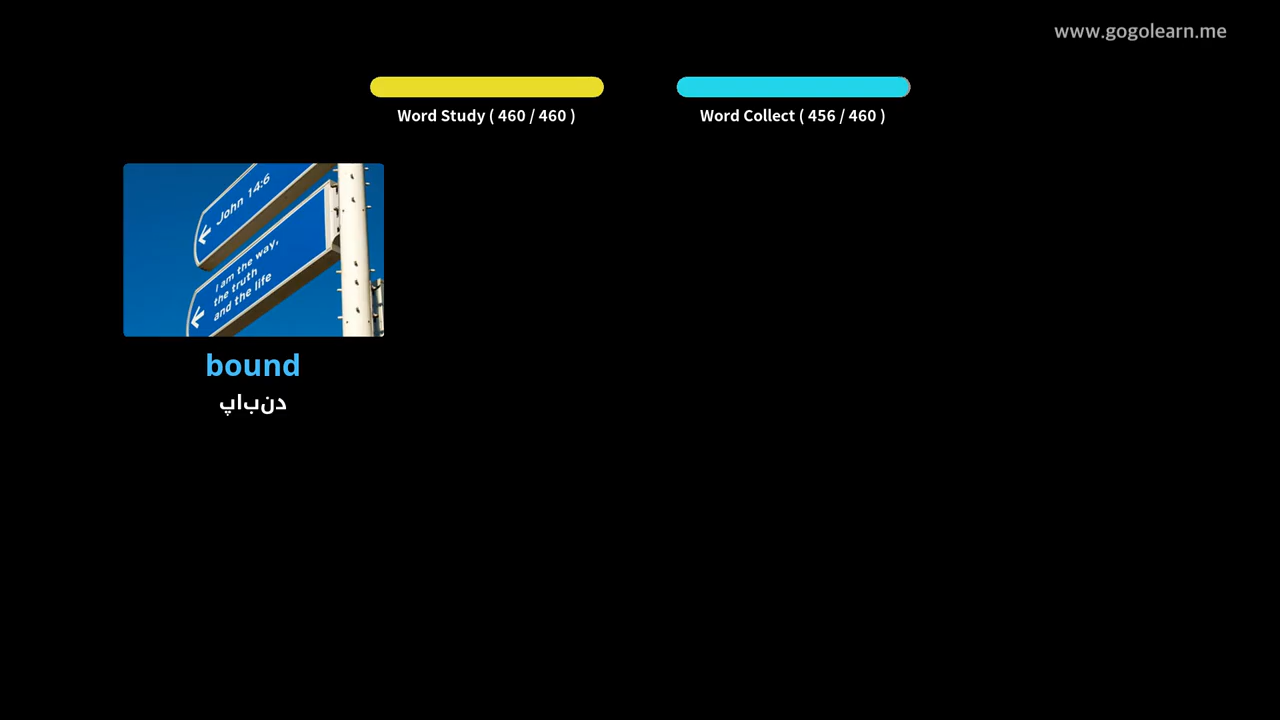 www.gogolearn.me
Word Study ( 460 / 460 )
Word Collect ( 456 / 460 )
John 14:6
I am the way,
the truth
and the life
bound
دنباپ